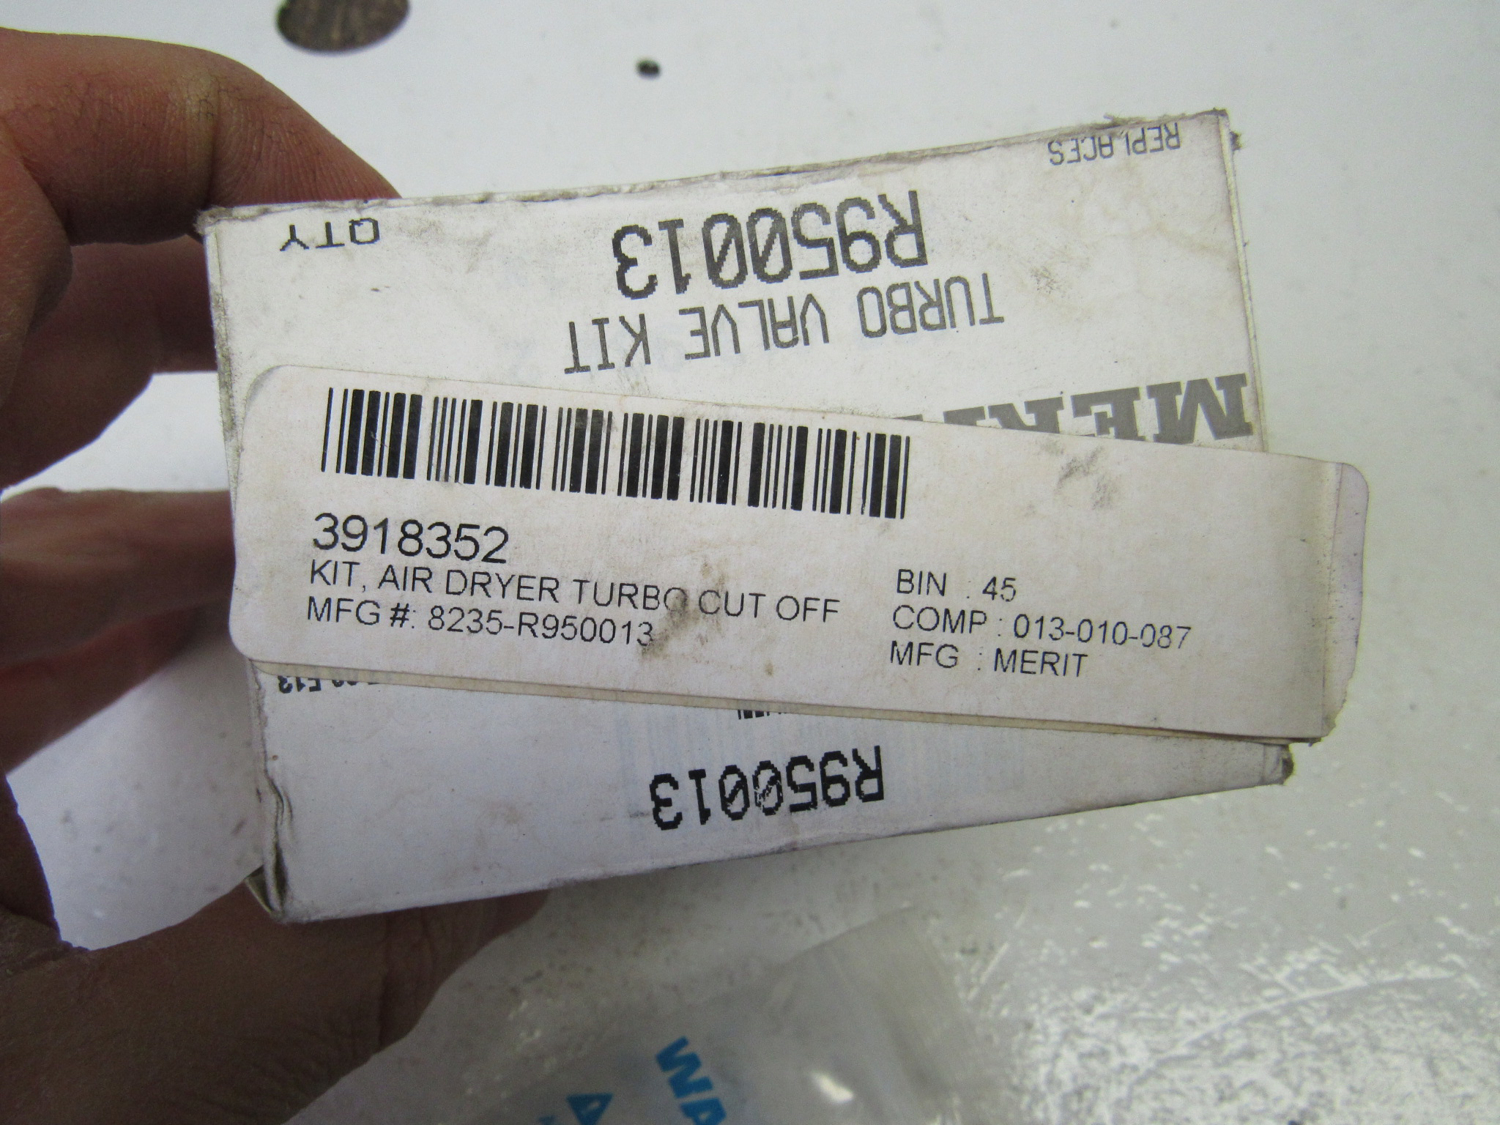 REPLACES
QTY
R950013
TURBO VALVE KIT
3918352
KIT, AIR DRYER TURBO CUT OFF
MFG #: 8235-R950013
BIN : 45
COMP : 013-010-087
MFG : MERIT
R950013